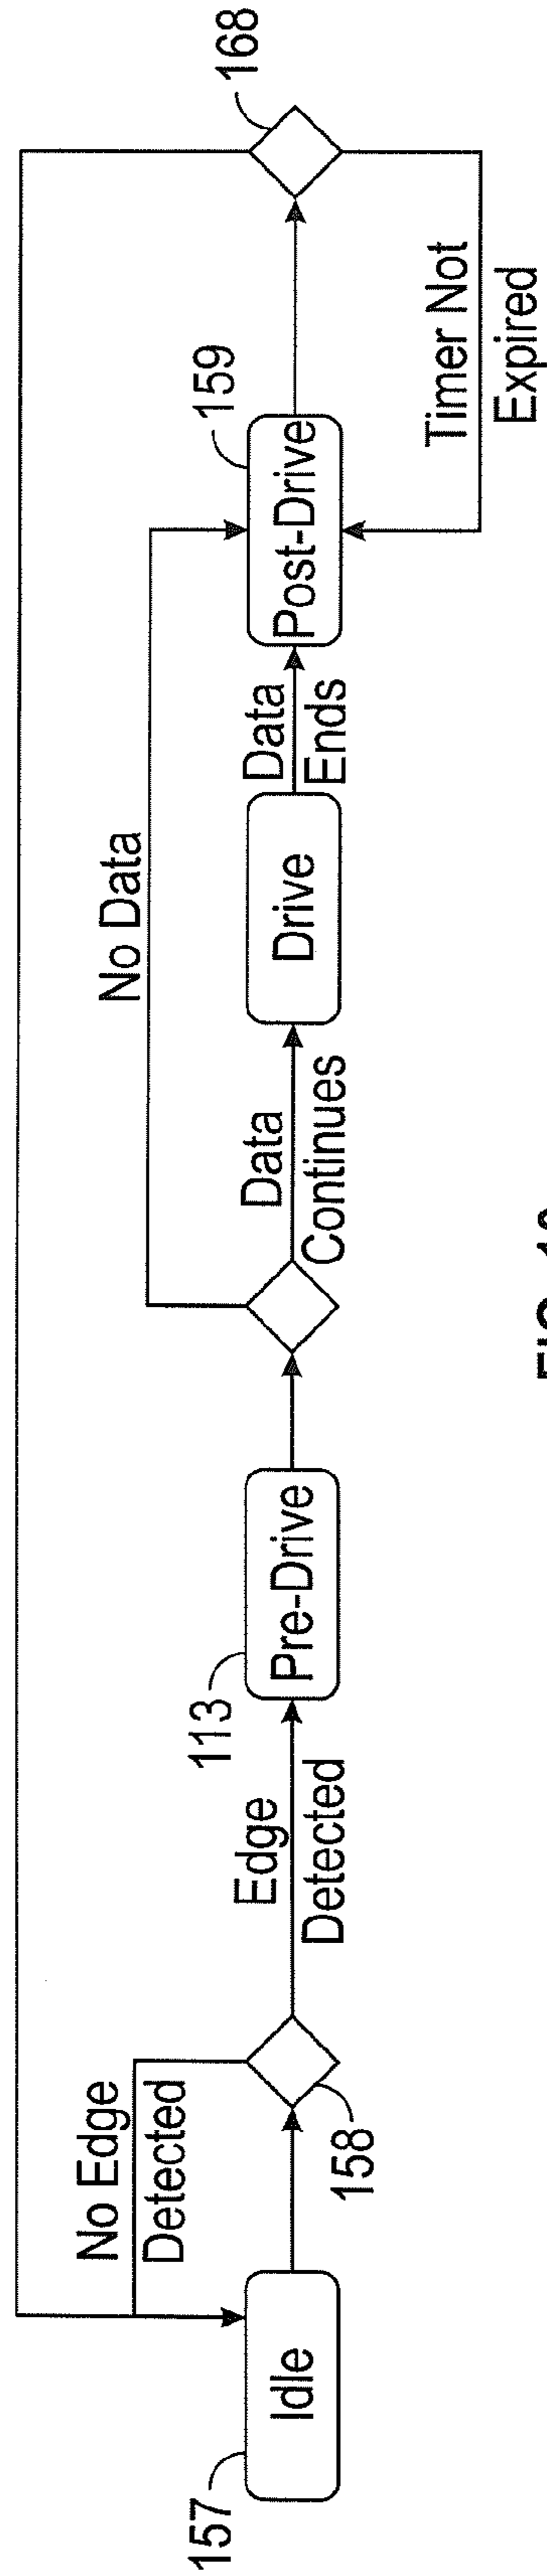 No Edge
Detected
No Data
157
Idle
158
Edge
Detected
113
Pre-Drive
Data
Continues
Drive
Data
Ends
159
Post-Drive
168
Timer Not
Expired
FIG.